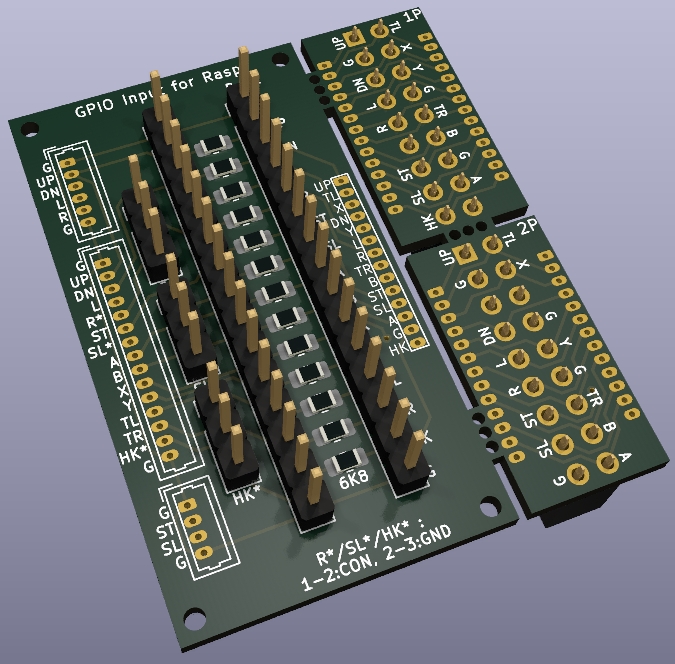 GPIO Input for Rasp
G
UP
DN
L
R
G
G
UP
DN
L
R*
ST
SL*
A
B
X
Y
TL
TR
HK*
G
G
ST
SL
G
HK*
6K8
R*/SL*/HK* :
1-2:CON, 2-3:GND
UP
TL
X
DN
Y
L
R
TR
B
ST
SL
A
G
HK
1P
UP
TL
G
X
DN
Y
L
G
R
TR
B
ST
G
SL
A
HK
2P
UP
TL
G
X
DN
G
L
Y
R
G
ST
TR
SL
B
G
A